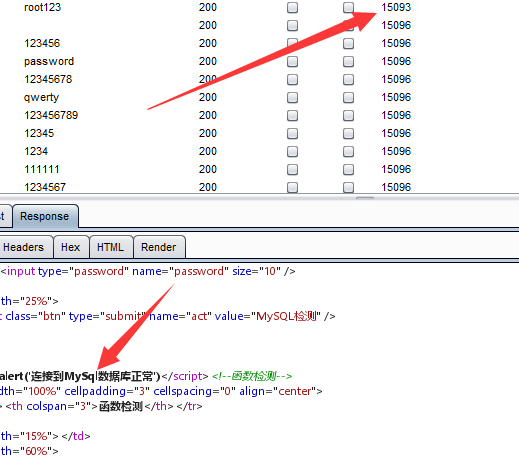 root123 200 15093
200 15096
123456 200 15096
password 200 15096
12345678 200 15096
qwerty 200 15096
123456789 200 15096
12345 200 15096
1234 200 15096
111111 200 15096
1234567 200 15096
st Response
Headers Hex HTML Render
<input type="password" name="password" size="10" />
dth="25%">
t class="btn" type="submit" name="act" value="MySQL检测" />
alert('连接到MySql数据库正常')</script> <!--函数检测-->
idth="100%" cellpadding="3" cellspacing="0" align="center">
> <th colspan="3">函数检测</th> </tr>
dth="15%"> </td>
dth="60%">